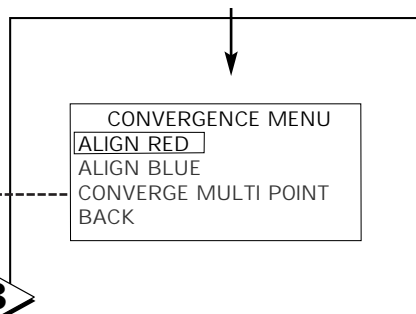 CONVERGENCE MENU
ALIGN RED
ALIGN BLUE
CONVERGE MULTI POINT
BACK